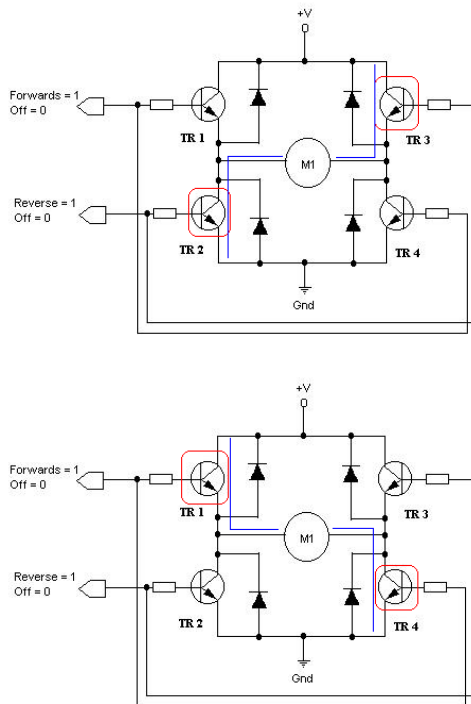 +V
0
Forwards = 1
Off = 0
TR 1
TR 3
M1
Reverse = 1
Off = 0
TR 2
TR 4
Gnd
+V
0
Forwards = 1
Off = 0
TR 1
TR 3
M1
Reverse = 1
Off = 0
TR 2
TR 4
Gnd